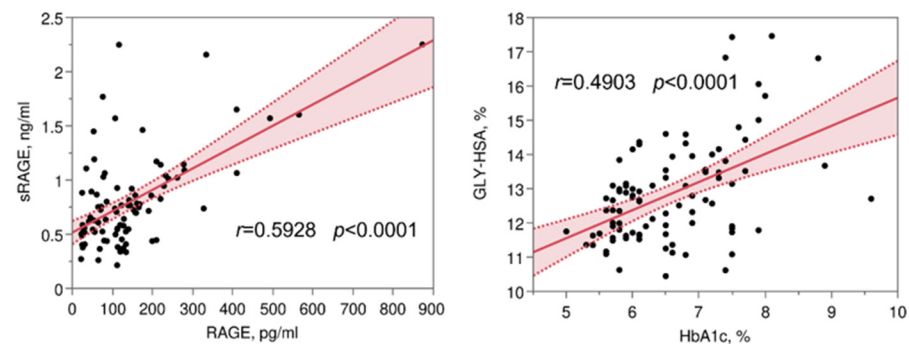 2.5
2
1.5
1
0.5
0
sRAGE, ng/ml
r=0.5928 p<0.0001
0 100 200 300 400 500 600 700 800 900
RAGE, pg/ml
18
17
16
15
14
13
12
11
10
GLY-HSA, %
r=0.4903 p<0.0001
5 6 7 8 9 10
HbA1c, %